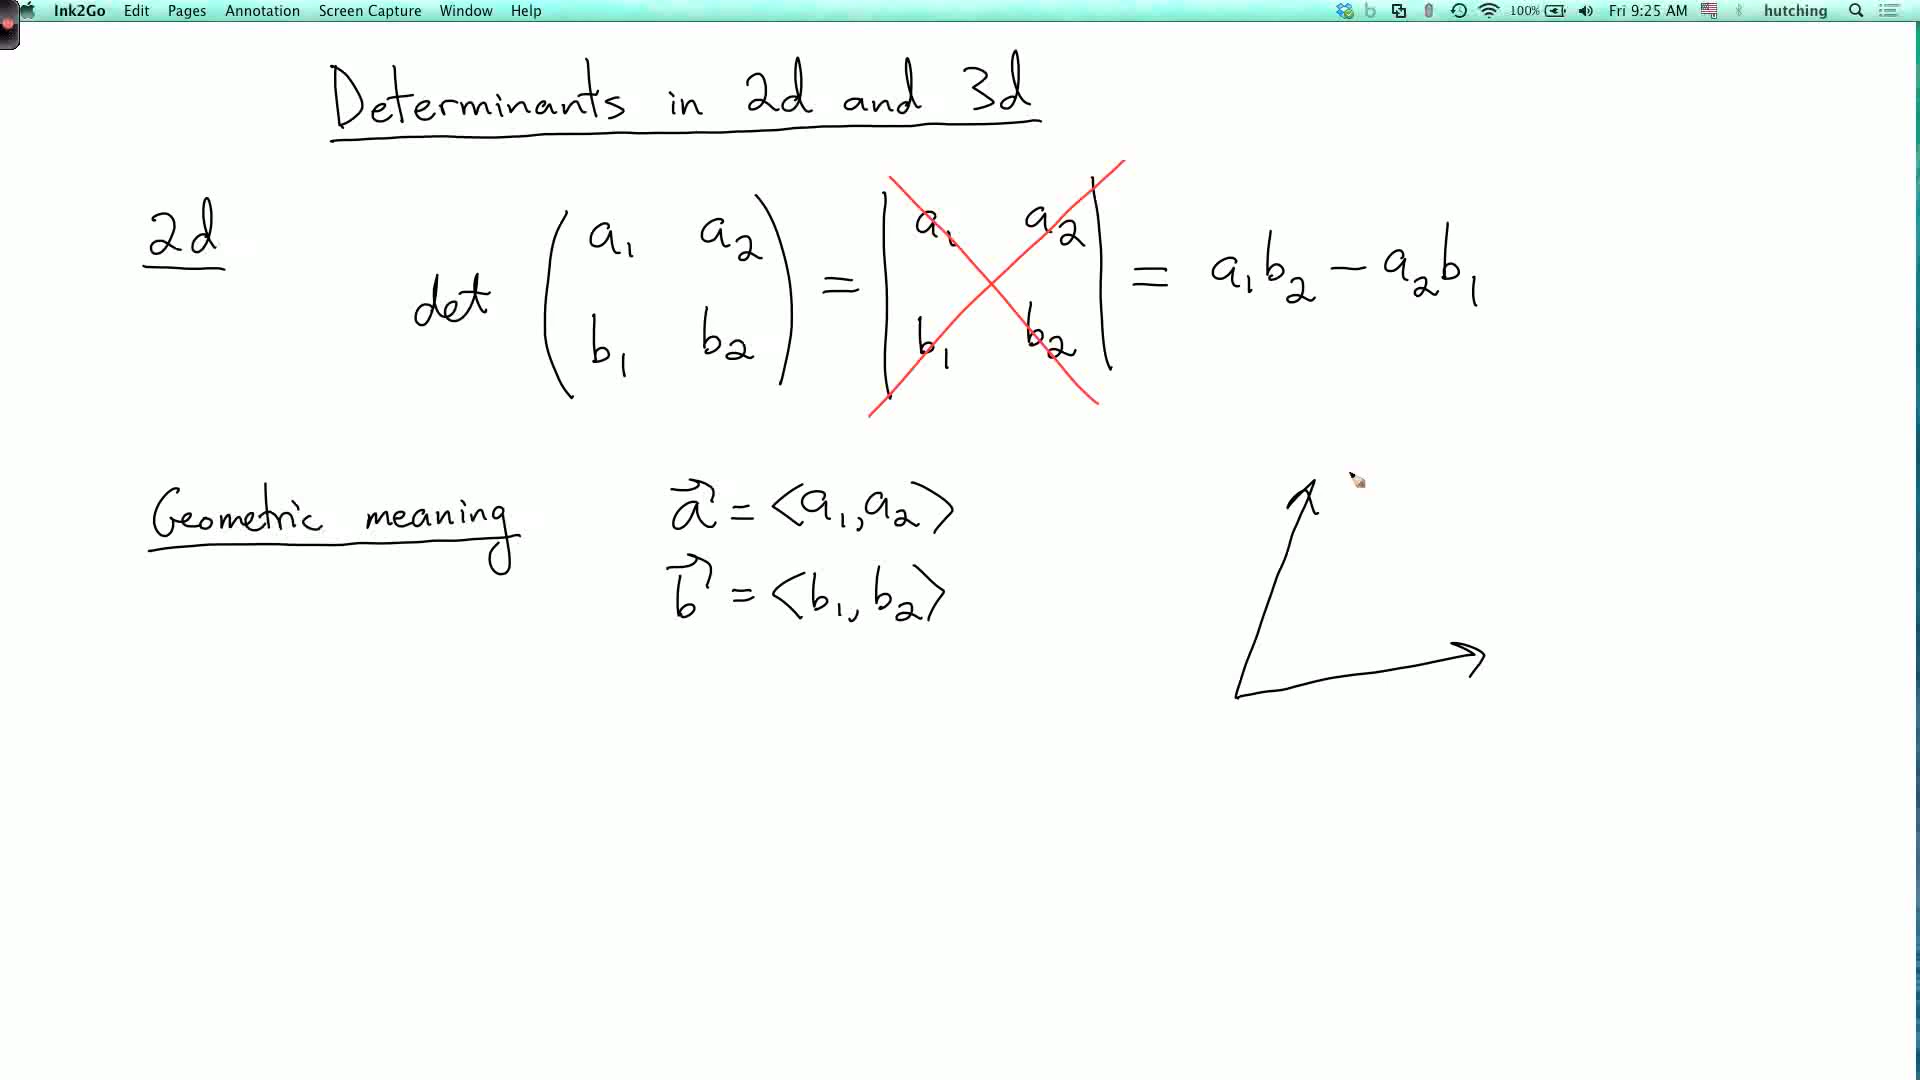 Ink2Go Edit Pages Annotation Screen Capture Window Help 100% Fri 9:25 AM hutching
Determinants in 2d and 3d
2d
det ( a₁ a₂ ) = | a₁ a₂ | = a₁b₂ − a₂b₁
( b₁ b₂ ) | b₁ b₂ |
Geometric meaning a⃗ = <a₁, a₂>
b⃗ = <b₁, b₂>